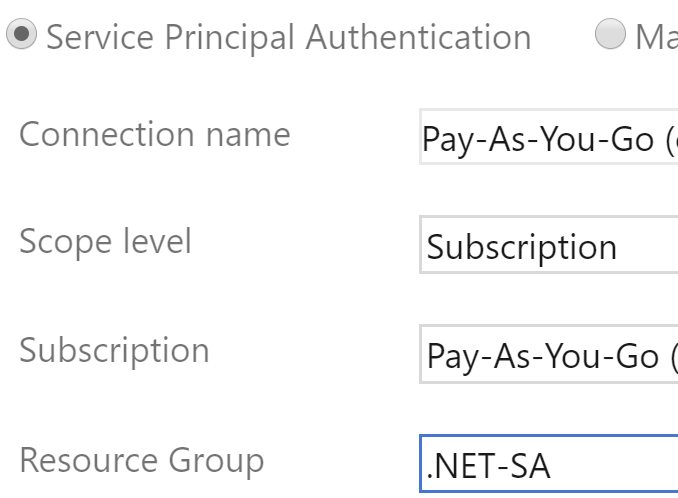 Service Principal Authentication
Connection name Pay-As-You-Go (
Scope level Subscription
Subscription Pay-As-You-Go (
Resource Group .NET-SA